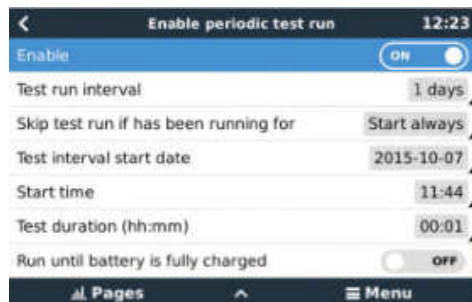 Enable periodic test run 12:23
Enable ON
Test run interval 1 days
Skip test run if has been running for Start always
Test interval start date 2015-10-07
Start time 11:44
Test duration (hh:mm) 00:01
Run until battery is fully charged OFF
Pages Menu